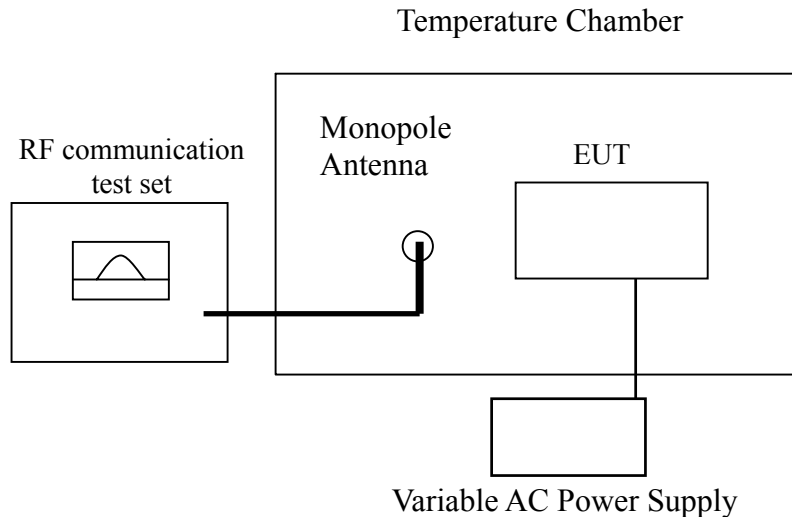 Temperature Chamber
RF communication
test set
Monopole
Antenna
EUT
Variable AC Power Supply